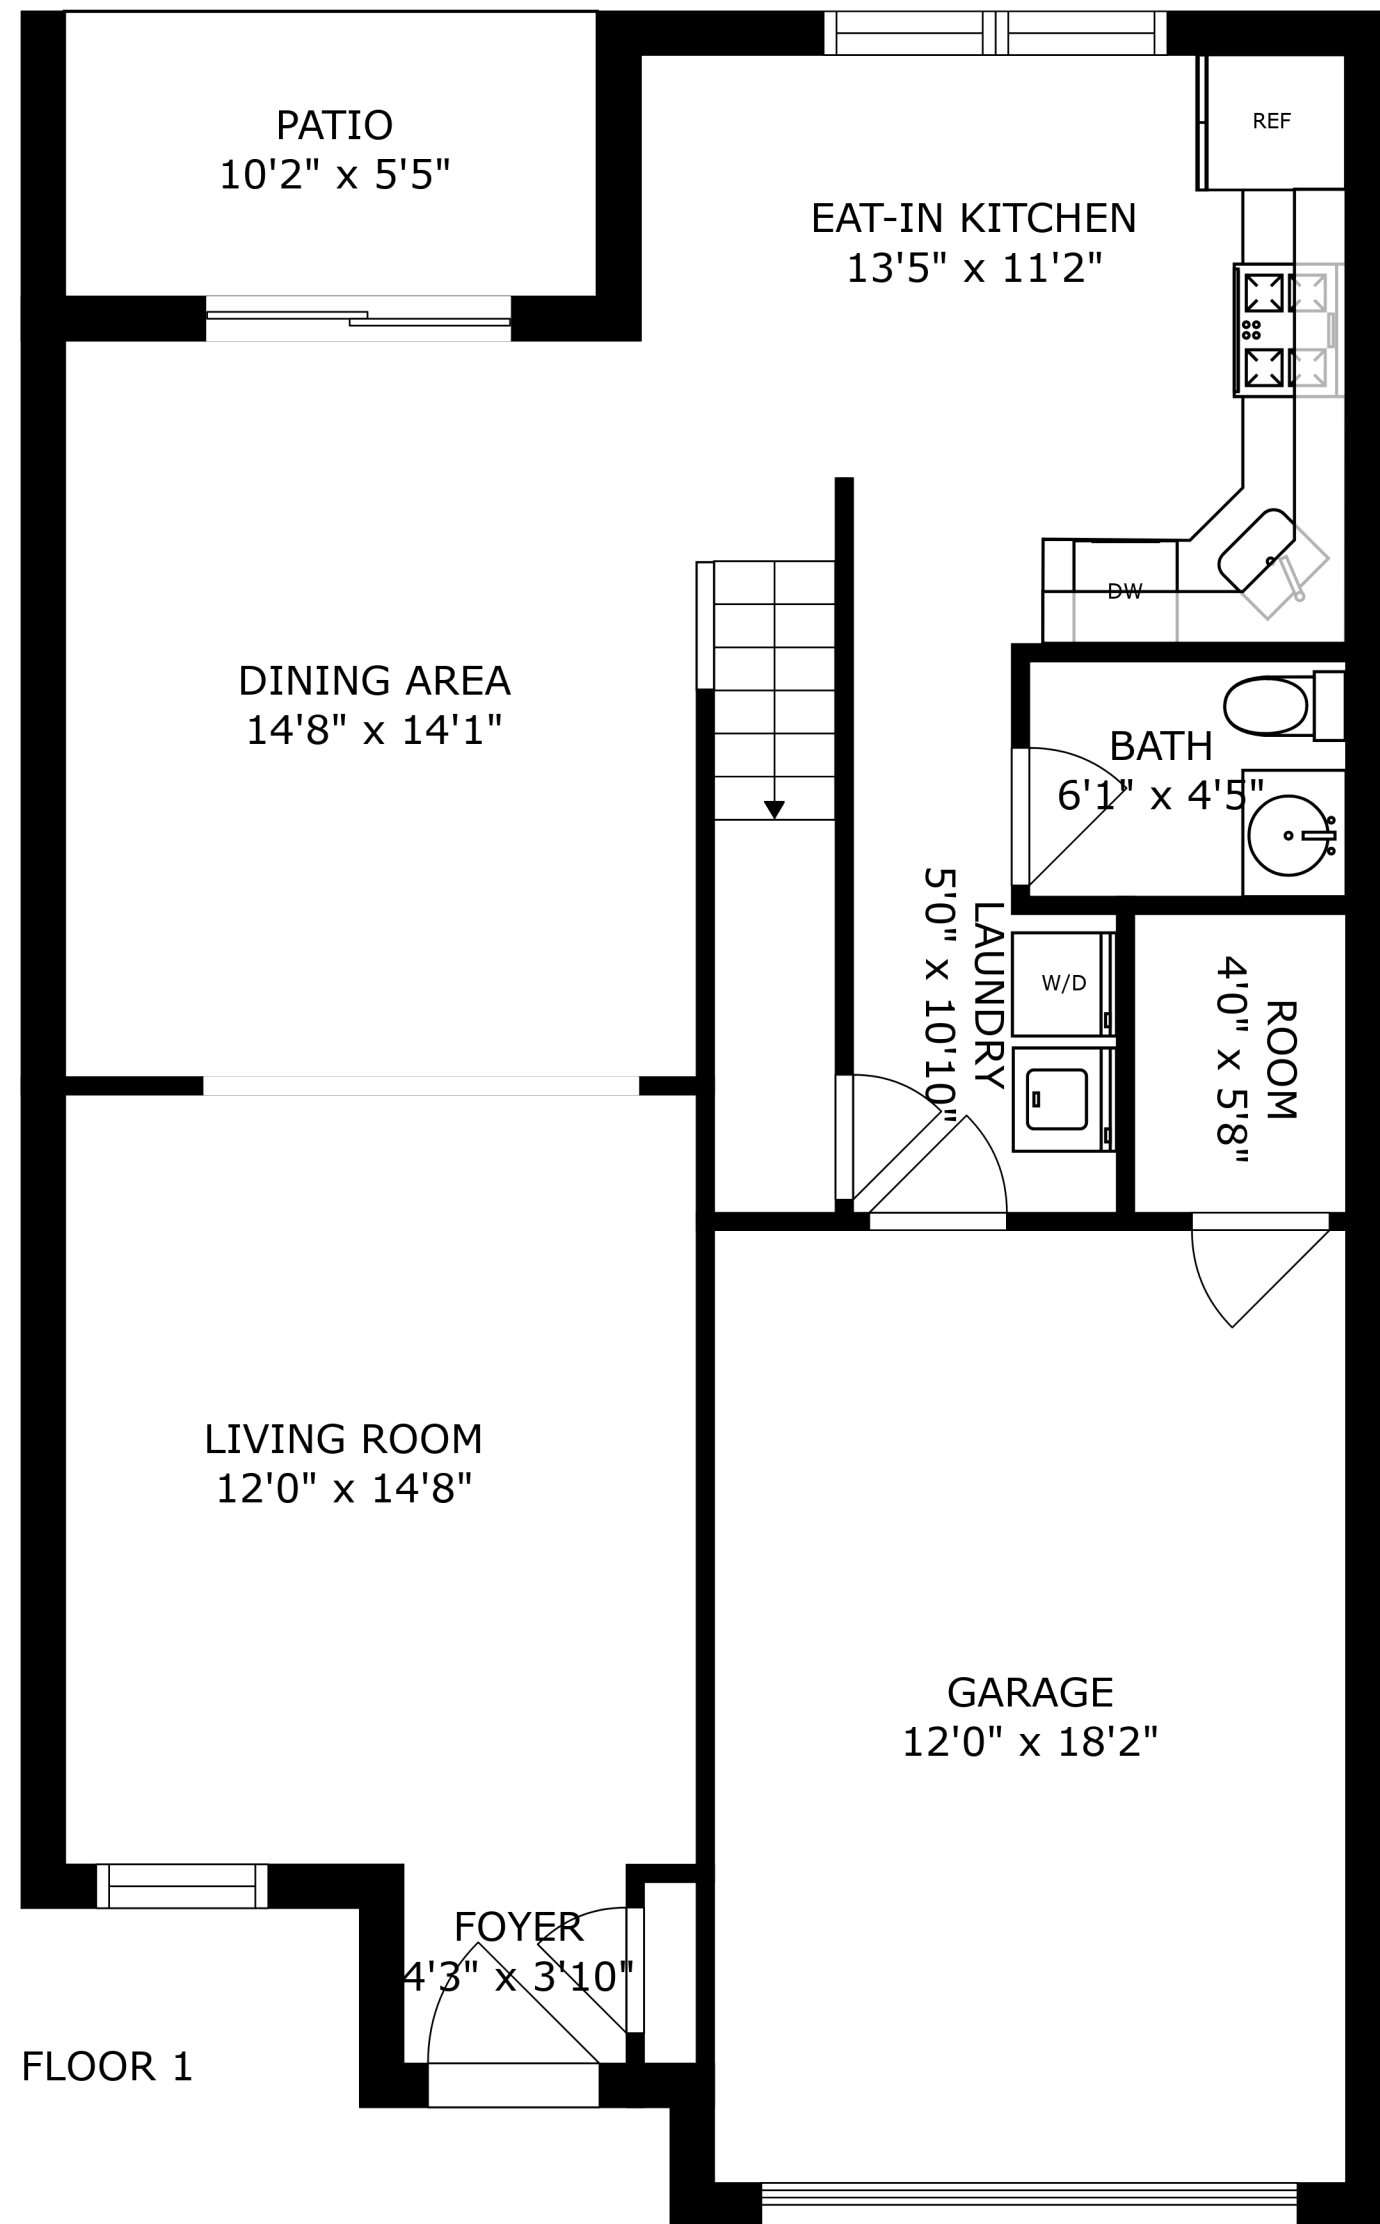 PATIO
10'2" x 5'5"
REF
EAT-IN KITCHEN
13'5" x 11'2"
DW
DINING AREA
14'8" x 14'1"
BATH
6'1" x 4'5"
LAUNDRY
5'0" x 10'10"
W/D
ROOM
4'0" x 5'8"
LIVING ROOM
12'0" x 14'8"
GARAGE
12'0" x 18'2"
FOYER
4'3" x 3'10"
FLOOR 1